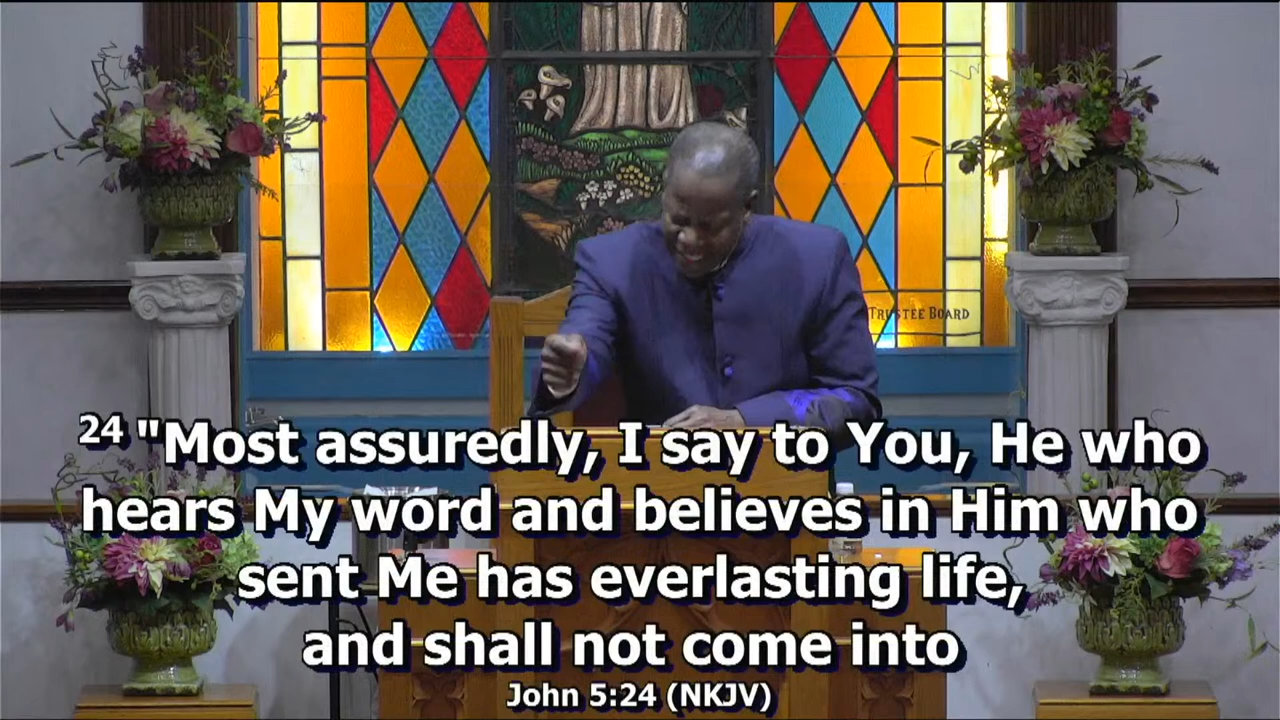 TRUSTEE BOARD
24 "Most assuredly, I say to You, He who
hears My word and believes in Him who
sent Me has everlasting life,
and shall not come into
John 5:24 (NKJV)